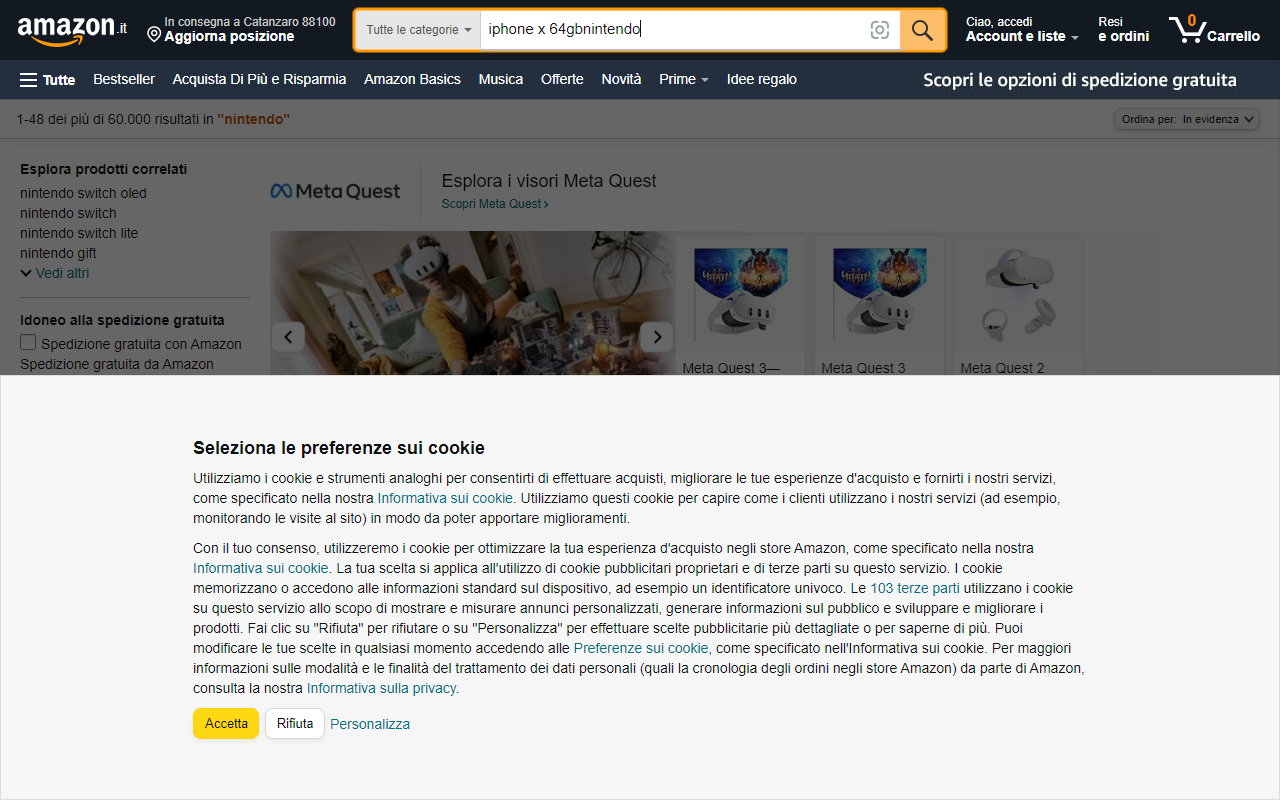 amazon.it
In consegna a Catanzaro 88100
Aggiorna posizione
Tutte le categorie
iphone x 64gbnintendo
Ciao, accedi
Account e liste
Resi
e ordini
0
Carrello
Tutte
Bestseller
Acquista Di Più e Risparmia
Amazon Basics
Musica
Offerte
Novità
Prime
Idee regalo
Scopri le opzioni di spedizione gratuita
1-48 dei più di 60.000 risultati in "nintendo"
Ordina per: In evidenza
Esplora prodotti correlati
nintendo switch oled
nintendo switch
nintendo switch lite
nintendo gift
Vedi altri
Idoneo alla spedizione gratuita
Spedizione gratuita con Amazon
Spedizione gratuita da Amazon
Meta Quest
Esplora i visori Meta Quest
Scopri Meta Quest ›
Meta Quest 3—
Meta Quest 3
Meta Quest 2
Seleziona le preferenze sui cookie
Utilizziamo i cookie e strumenti analoghi per consentirti di effettuare acquisti, migliorare le tue esperienze d'acquisto e fornirti i nostri servizi,
come specificato nella nostra Informativa sui cookie. Utilizziamo questi cookie per capire come i clienti utilizzano i nostri servizi (ad esempio,
monitorando le visite al sito) in modo da poter apportare miglioramenti.
Con il tuo consenso, utilizzeremo i cookie per ottimizzare la tua esperienza d'acquisto negli store Amazon, come specificato nella nostra
Informativa sui cookie. La tua scelta si applica all'utilizzo di cookie pubblicitari proprietari e di terze parti su questo servizio. I cookie
memorizzano o accedono alle informazioni standard sul dispositivo, ad esempio un identificatore univoco. Le 103 terze parti utilizzano i cookie
su questo servizio allo scopo di mostrare e misurare annunci personalizzati, generare informazioni sul pubblico e sviluppare e migliorare i
prodotti. Fai clic su "Rifiuta" per rifiutare o su "Personalizza" per effettuare scelte pubblicitarie più dettagliate o per saperne di più. Puoi
modificare le tue scelte in qualsiasi momento accedendo alle Preferenze sui cookie, come specificato nell'Informativa sui cookie. Per maggiori
informazioni sulle modalità e le finalità del trattamento dei dati personali (quali la cronologia degli ordini negli store Amazon) da parte di Amazon,
consulta la nostra Informativa sulla privacy.
Accetta
Rifiuta
Personalizza